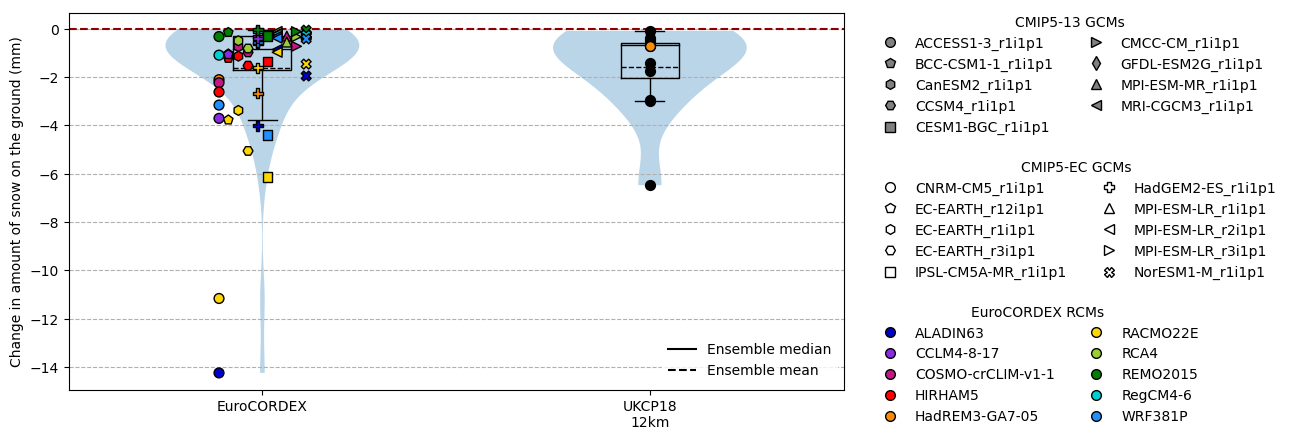 Change in amount of snow on the ground (mm)
0
−2
−4
−6
−8
−10
−12
−14
EuroCORDEX
UKCP18
12km
Ensemble median
Ensemble mean
CMIP5-13 GCMs
ACCESS1-3_r1i1p1
BCC-CSM1-1_r1i1p1
CanESM2_r1i1p1
CCSM4_r1i1p1
CESM1-BGC_r1i1p1
CMCC-CM_r1i1p1
GFDL-ESM2G_r1i1p1
MPI-ESM-MR_r1i1p1
MRI-CGCM3_r1i1p1
CMIP5-EC GCMs
CNRM-CM5_r1i1p1
EC-EARTH_r12i1p1
EC-EARTH_r1i1p1
EC-EARTH_r3i1p1
IPSL-CM5A-MR_r1i1p1
HadGEM2-ES_r1i1p1
MPI-ESM-LR_r1i1p1
MPI-ESM-LR_r2i1p1
MPI-ESM-LR_r3i1p1
NorESM1-M_r1i1p1
EuroCORDEX RCMs
ALADIN63
CCLM4-8-17
COSMO-crCLIM-v1-1
HIRHAM5
HadREM3-GA7-05
RACMO22E
RCA4
REMO2015
RegCM4-6
WRF381P